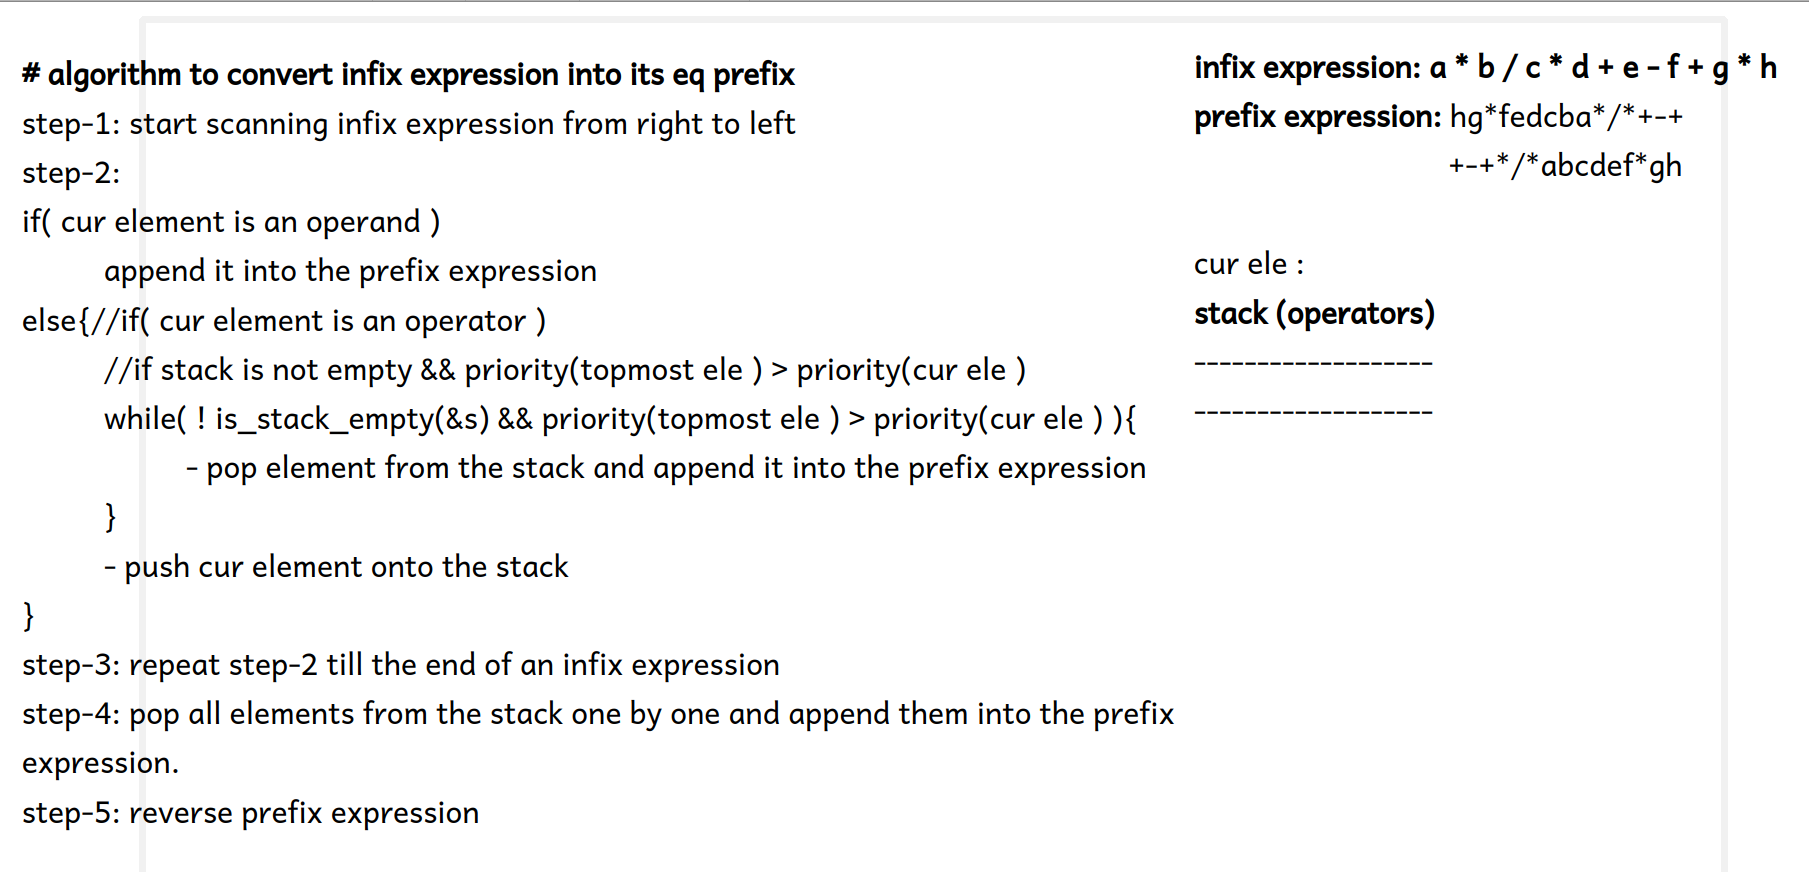 # algorithm to convert infix expression into its eq prefix
step-1: start scanning infix expression from right to left
step-2:
if( cur element is an operand )
append it into the prefix expression
else{//if( cur element is an operator )
//if stack is not empty && priority(topmost ele ) > priority(cur ele )
while( ! is_stack_empty(&s) && priority(topmost ele ) > priority(cur ele ) ){
- pop element from the stack and append it into the prefix expression
}
- push cur element onto the stack
}
step-3: repeat step-2 till the end of an infix expression
step-4: pop all elements from the stack one by one and append them into the prefix
expression.
step-5: reverse prefix expression
infix expression: a * b / c * d + e - f + g * h
prefix expression: hg*fedcba*/*+-+
+-+*/*abcdef*gh
cur ele :
stack (operators)
-------------------
-------------------